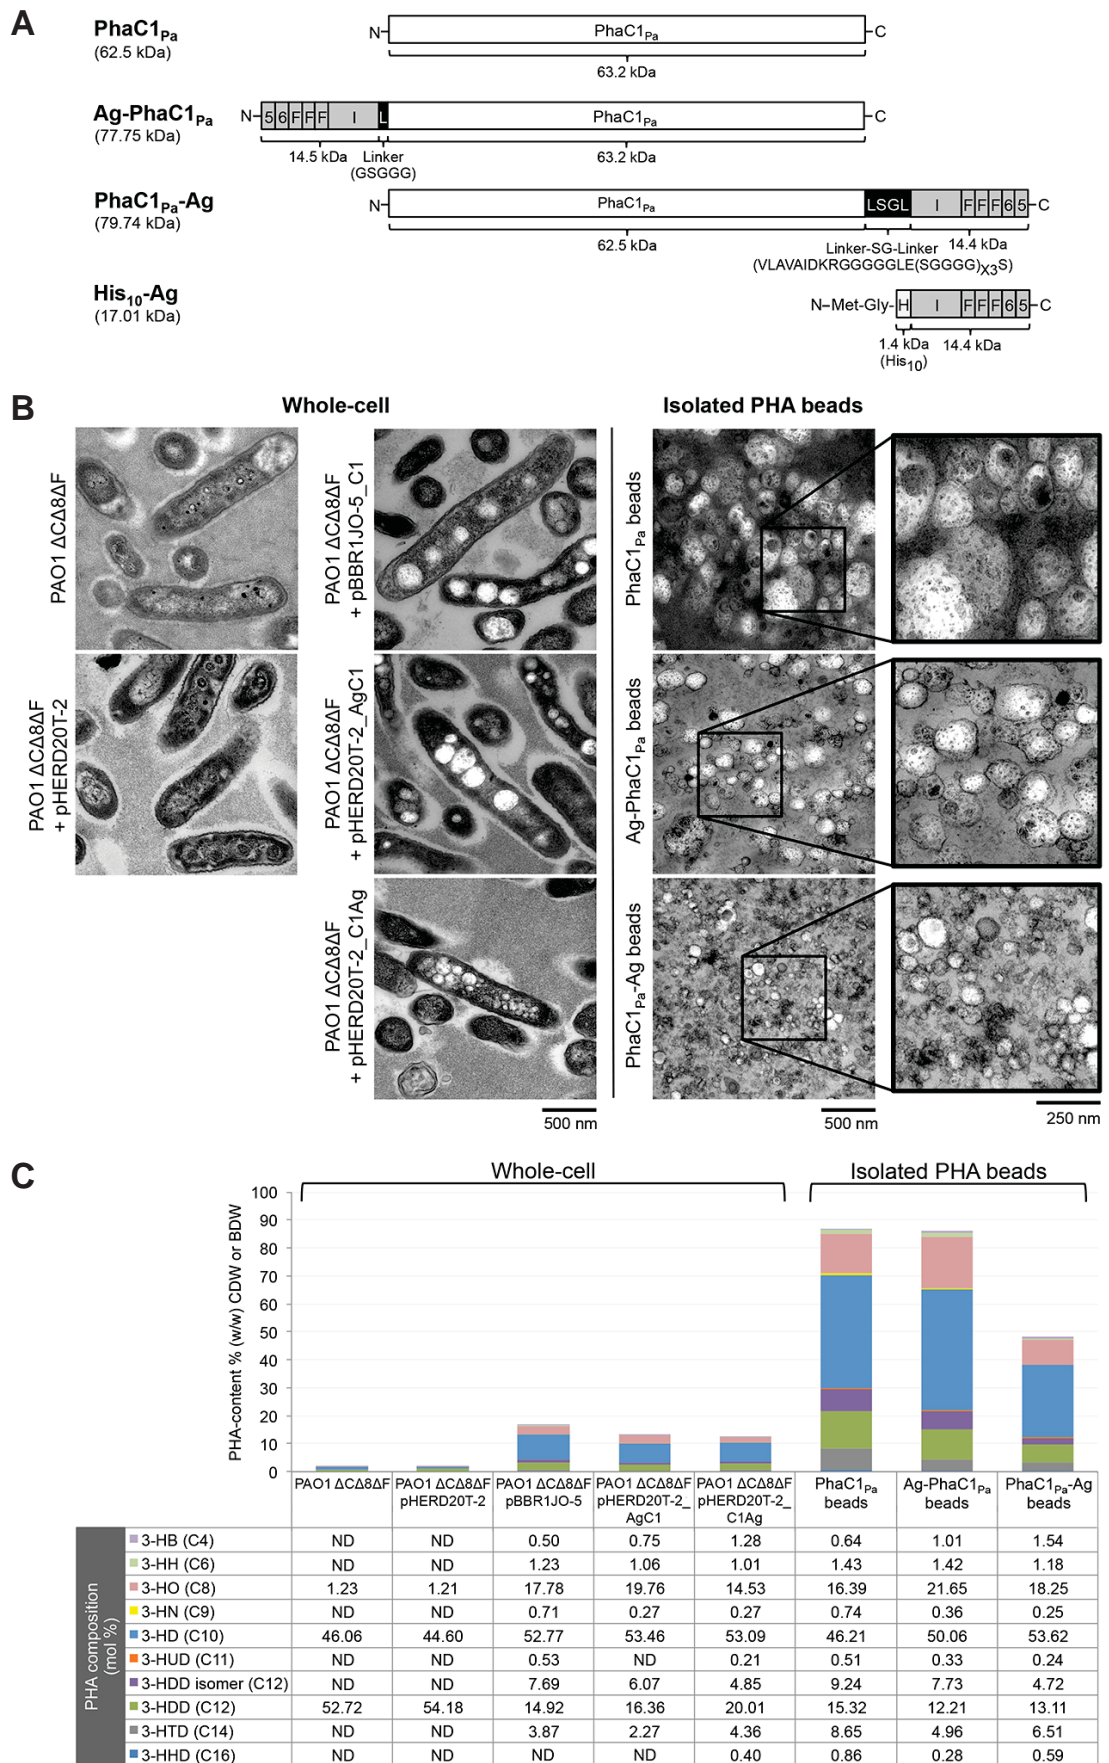 A
PhaC1Pa
(62.5 kDa)
N
PhaC1Pa
C
63.2 kDa
Ag-PhaC1Pa
(77.75 kDa)
N
5 6 F F F I L
PhaC1Pa
C
14.5 kDa
Linker
(GSGGG)
63.2 kDa
PhaC1Pa-Ag
(79.74 kDa)
N
PhaC1Pa
LSGL I F F F 6 5
C
62.5 kDa
Linker-SG-Linker
(VLAVAIDKRGGGGGLE(SGGGG)X3S)
14.4 kDa
His10-Ag
(17.01 kDa)
N-Met-Gly- H I F F F 6 5 C
1.4 kDa
(His10)
14.4 kDa
B
Whole-cell
Isolated PHA beads
PAO1 ΔCΔ8ΔF
PAO1 ΔCΔ8ΔF
+ pBBR1JO-5_C1
PhaC1Pa beads
PAO1 ΔCΔ8ΔF
+ pHERD20T-2
PAO1 ΔCΔ8ΔF
+ pHERD20T-2_AgC1
Ag-PhaC1Pa beads
PAO1 ΔCΔ8ΔF
+ pHERD20T-2_C1Ag
PhaC1Pa-Ag beads
500 nm
500 nm
250 nm
C
Whole-cell
Isolated PHA beads
PHA-content % (w/w) CDW or BDW
100
90
80
70
60
50
40
30
20
10
0
PAO1 ΔCΔ8ΔF
PAO1 ΔCΔ8ΔF
pHERD20T-2
PAO1 ΔCΔ8ΔF
pBBR1JO-5
PAO1 ΔCΔ8ΔF
pHERD20T-2_
AgC1
PAO1 ΔCΔ8ΔF
pHERD20T-2_
C1Ag
PhaC1Pa
beads
Ag-PhaC1Pa
beads
PhaC1Pa-Ag
beads
PHA composition
(mol %)
3-HB (C4) ND ND 0.50 0.75 1.28 0.64 1.01 1.54
3-HH (C6) ND ND 1.23 1.06 1.01 1.43 1.42 1.18
3-HO (C8) 1.23 1.21 17.78 19.76 14.53 16.39 21.65 18.25
3-HN (C9) ND ND 0.71 0.27 0.27 0.74 0.36 0.25
3-HD (C10) 46.06 44.60 52.77 53.46 53.09 46.21 50.06 53.62
3-HUD (C11) ND ND 0.53 ND 0.21 0.51 0.33 0.24
3-HDD isomer (C12) ND ND 7.69 6.07 4.85 9.24 7.73 4.72
3-HDD (C12) 52.72 54.18 14.92 16.36 20.01 15.32 12.21 13.11
3-HTD (C14) ND ND 3.87 2.27 4.36 8.65 4.96 6.51
3-HHD (C16) ND ND ND ND 0.40 0.86 0.28 0.59